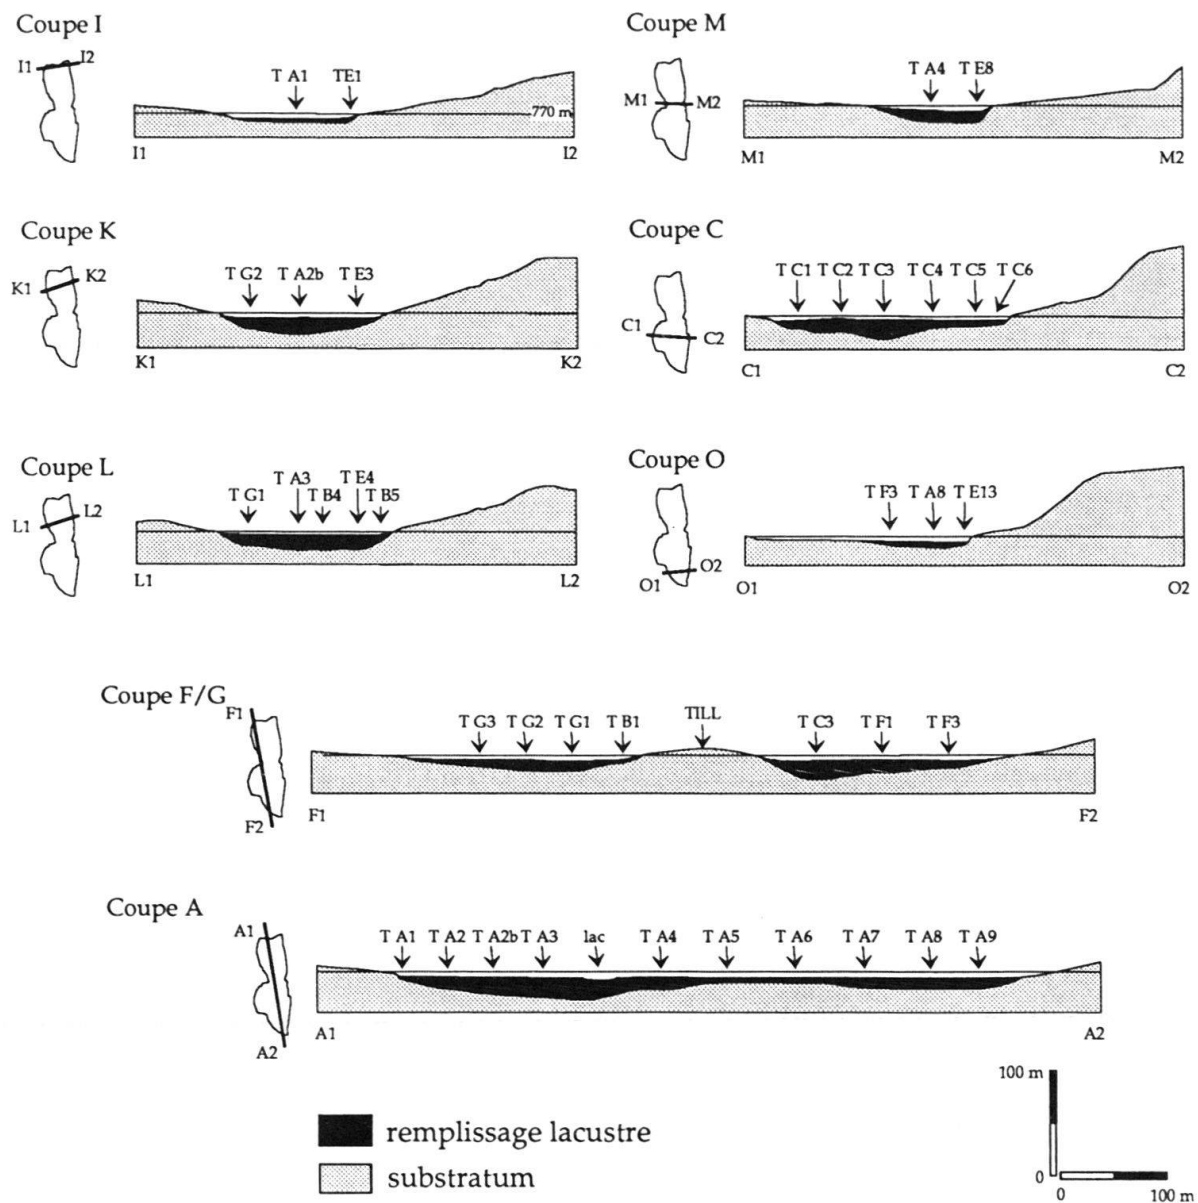 Coupe I
I1 I2
T A1 TE1
770 m
I1 I2
Coupe M
M1 M2
T A4 T E8
M1 M2
Coupe K
K1 K2
T G2 T A2b T E3
K1 K2
Coupe C
C1 C2
T C1 T C2 T C3 T C4 T C5 T C6
C1 C2
Coupe L
L1 L2
T G1 T A3 T B4 T E4 T B5
L1 L2
Coupe O
O1 O2
T F3 T A8 T E13
O1 O2
Coupe F/G
F1
F2
T G3 T G2 T G1 T B1 TILL T C3 T F1 T F3
F1 F2
Coupe A
A1
A2
T A1 T A2 T A2b T A3 lac T A4 T A5 T A6 T A7 T A8 T A9
A1 A2
remplissage lacustre
substratum
100 m
0
0 100 m